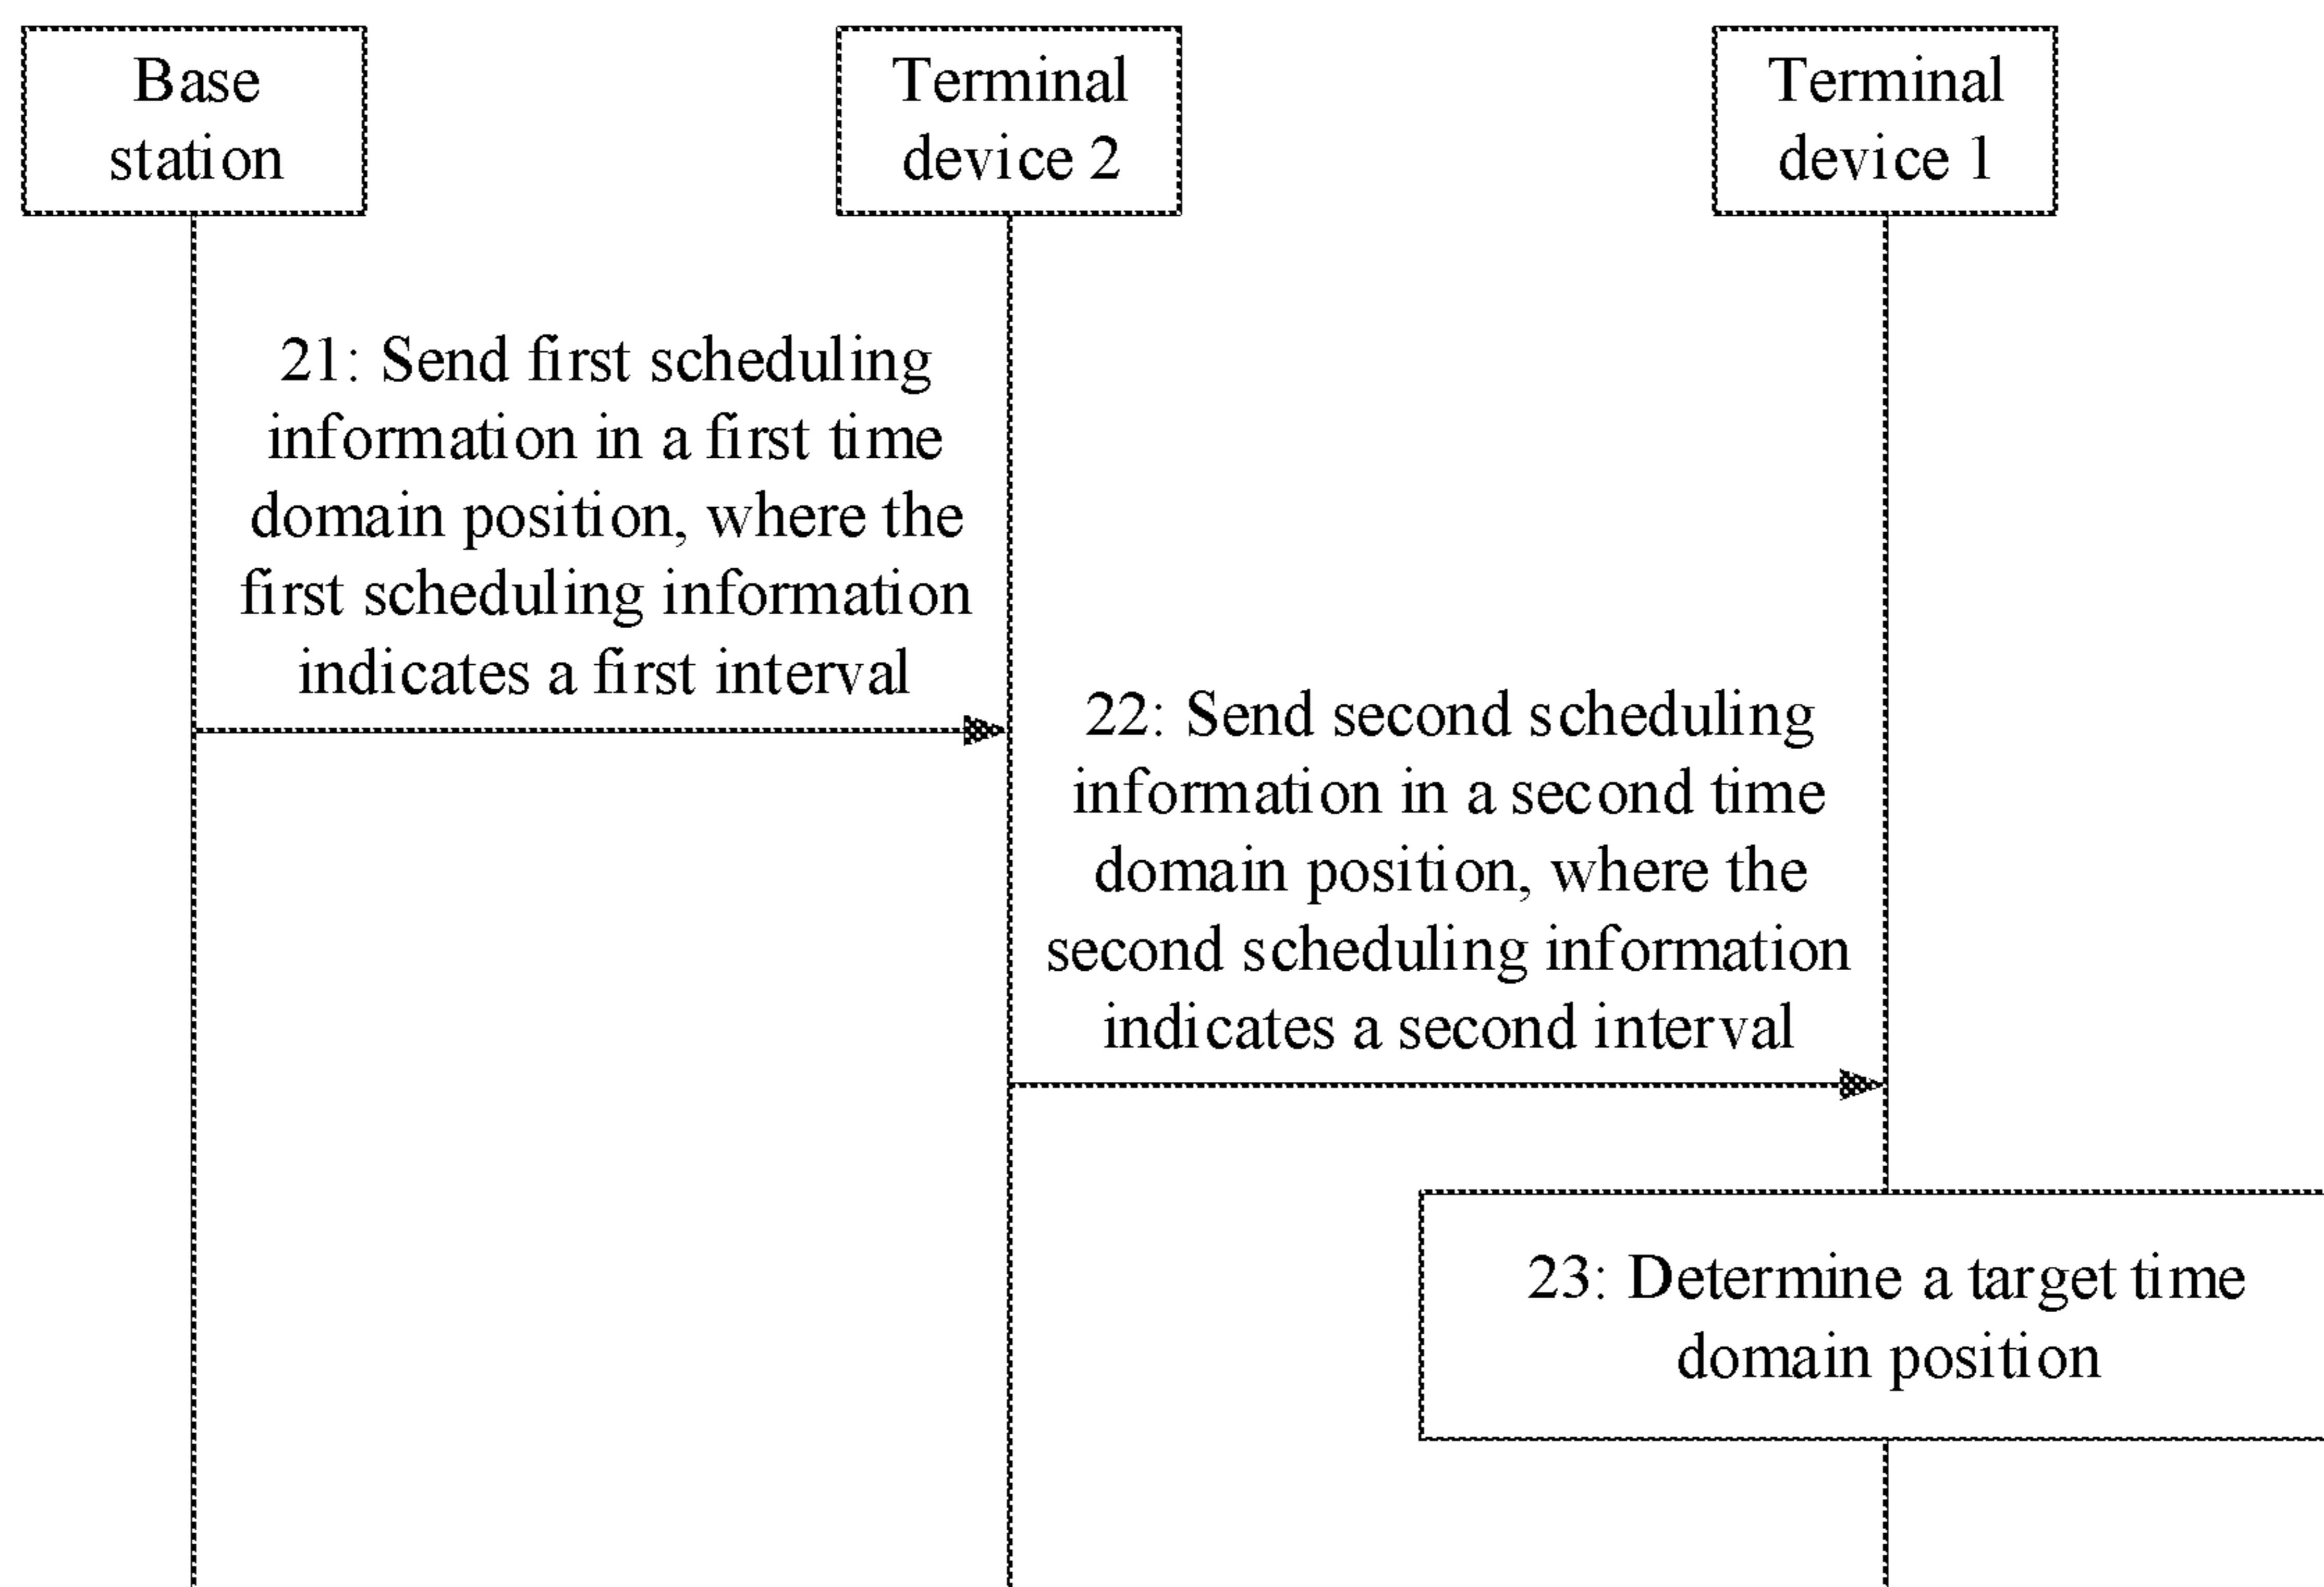 Base
station
Terminal
device 2
Terminal
device 1
21: Send first scheduling
information in a first time
domain position, where the
first scheduling information
indicates a first interval
22: Send second scheduling
information in a second time
domain position, where the
second scheduling information
indicates a second interval
23: Determine a target time
domain position